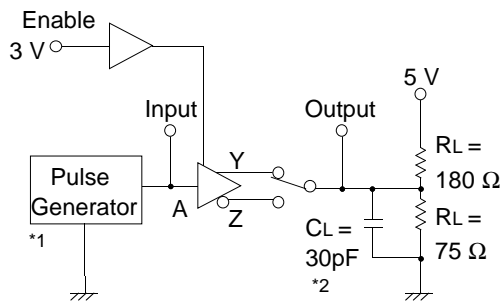 Enable
3 V
Input
Output
5 V
Pulse
Generator
*1
A
Y
Z
CL =
30pF
*2
RL =
180 Ω
RL =
75 Ω